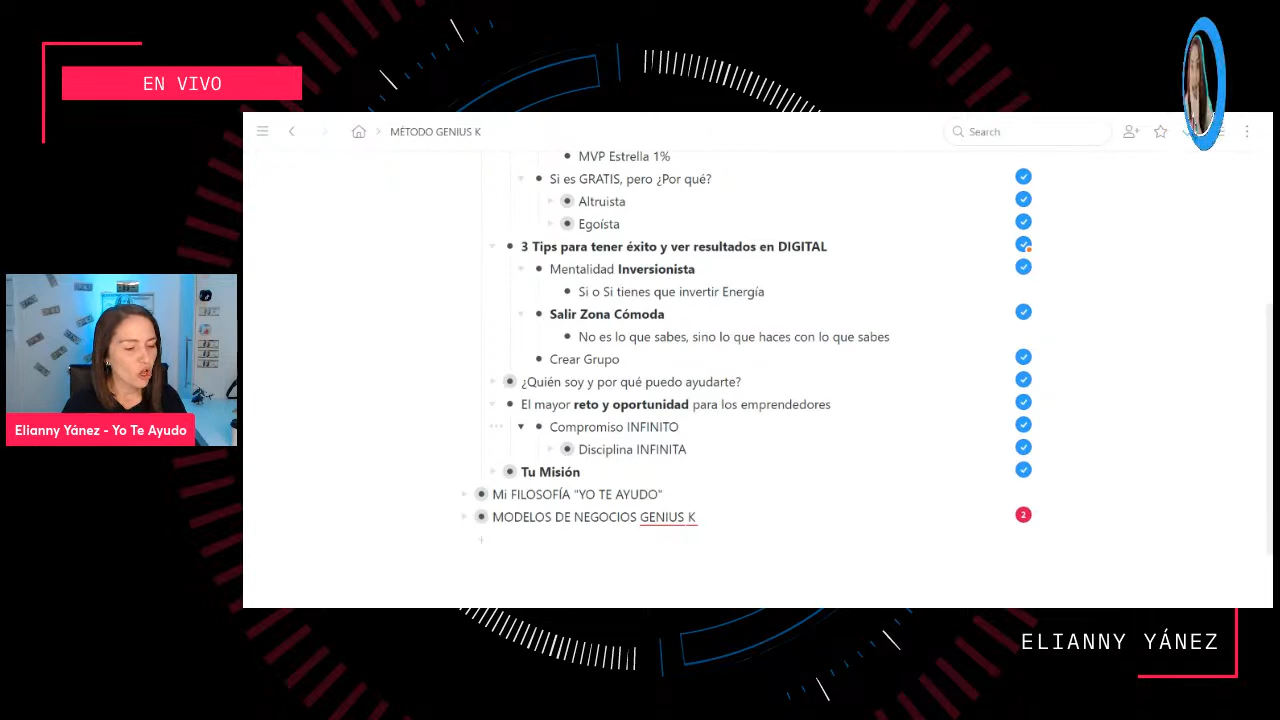 EN VIVO
MÉTODO GENIUS K
Search
MVP Estrella 1%
Si es GRATIS, pero ¿Por qué?
Altruista
Egoísta
3 Tips para tener éxito y ver resultados en DIGITAL
Mentalidad Inversionista
Si o Si tienes que invertir Energía
Salir Zona Cómoda
No es lo que sabes, sino lo que haces con lo que sabes
Crear Grupo
¿Quién soy y por qué puedo ayudarte?
El mayor reto y oportunidad para los emprendedores
Compromiso INFINITO
Disciplina INFINITA
Tu Misión
Mi FILOSOFÍA "YO TE AYUDO"
MODELOS DE NEGOCIOS GENIUS K
2
Elianny Yánez - Yo Te Ayudo
ELIANNY YÁNEZ